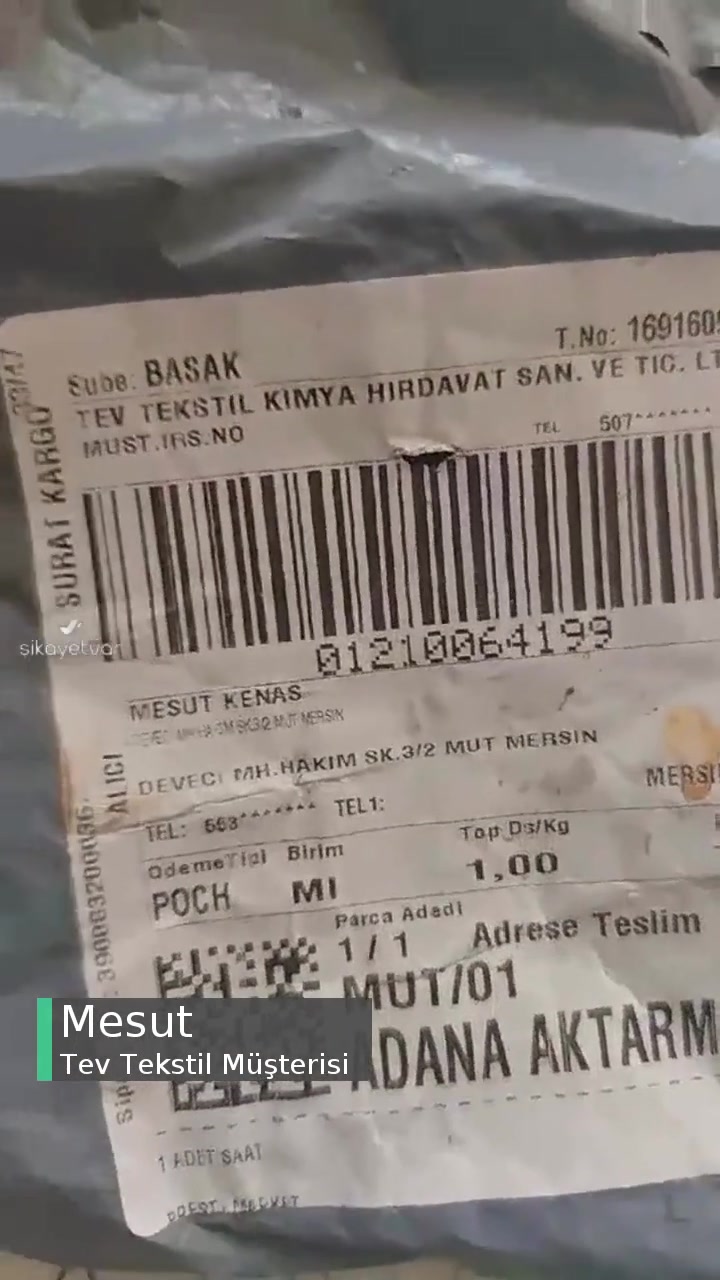 Sube: BASAK
T.No: 169160
TEV TEKSTIL KIMYA HIRDAVAT SAN. VE TIC. LT
MUST.IRS.NO
TEL 507*******
SURAT KARGO
sikayetvar
01210064199
ALICI
MESUT KENAS
DEVECI MH.HAKIM SK.3/2 MUT MERSIN
MERSI
TEL: 553******* TEL1:
OdemeTipi Birim Top Ds/Kg
POCH MI 1,00
Parca Adedi
1 / 1 Adrese Teslim
MUT/01
ADANA AKTARM
Mesut
Tev Tekstil Müşterisi
1 ADET SAAT